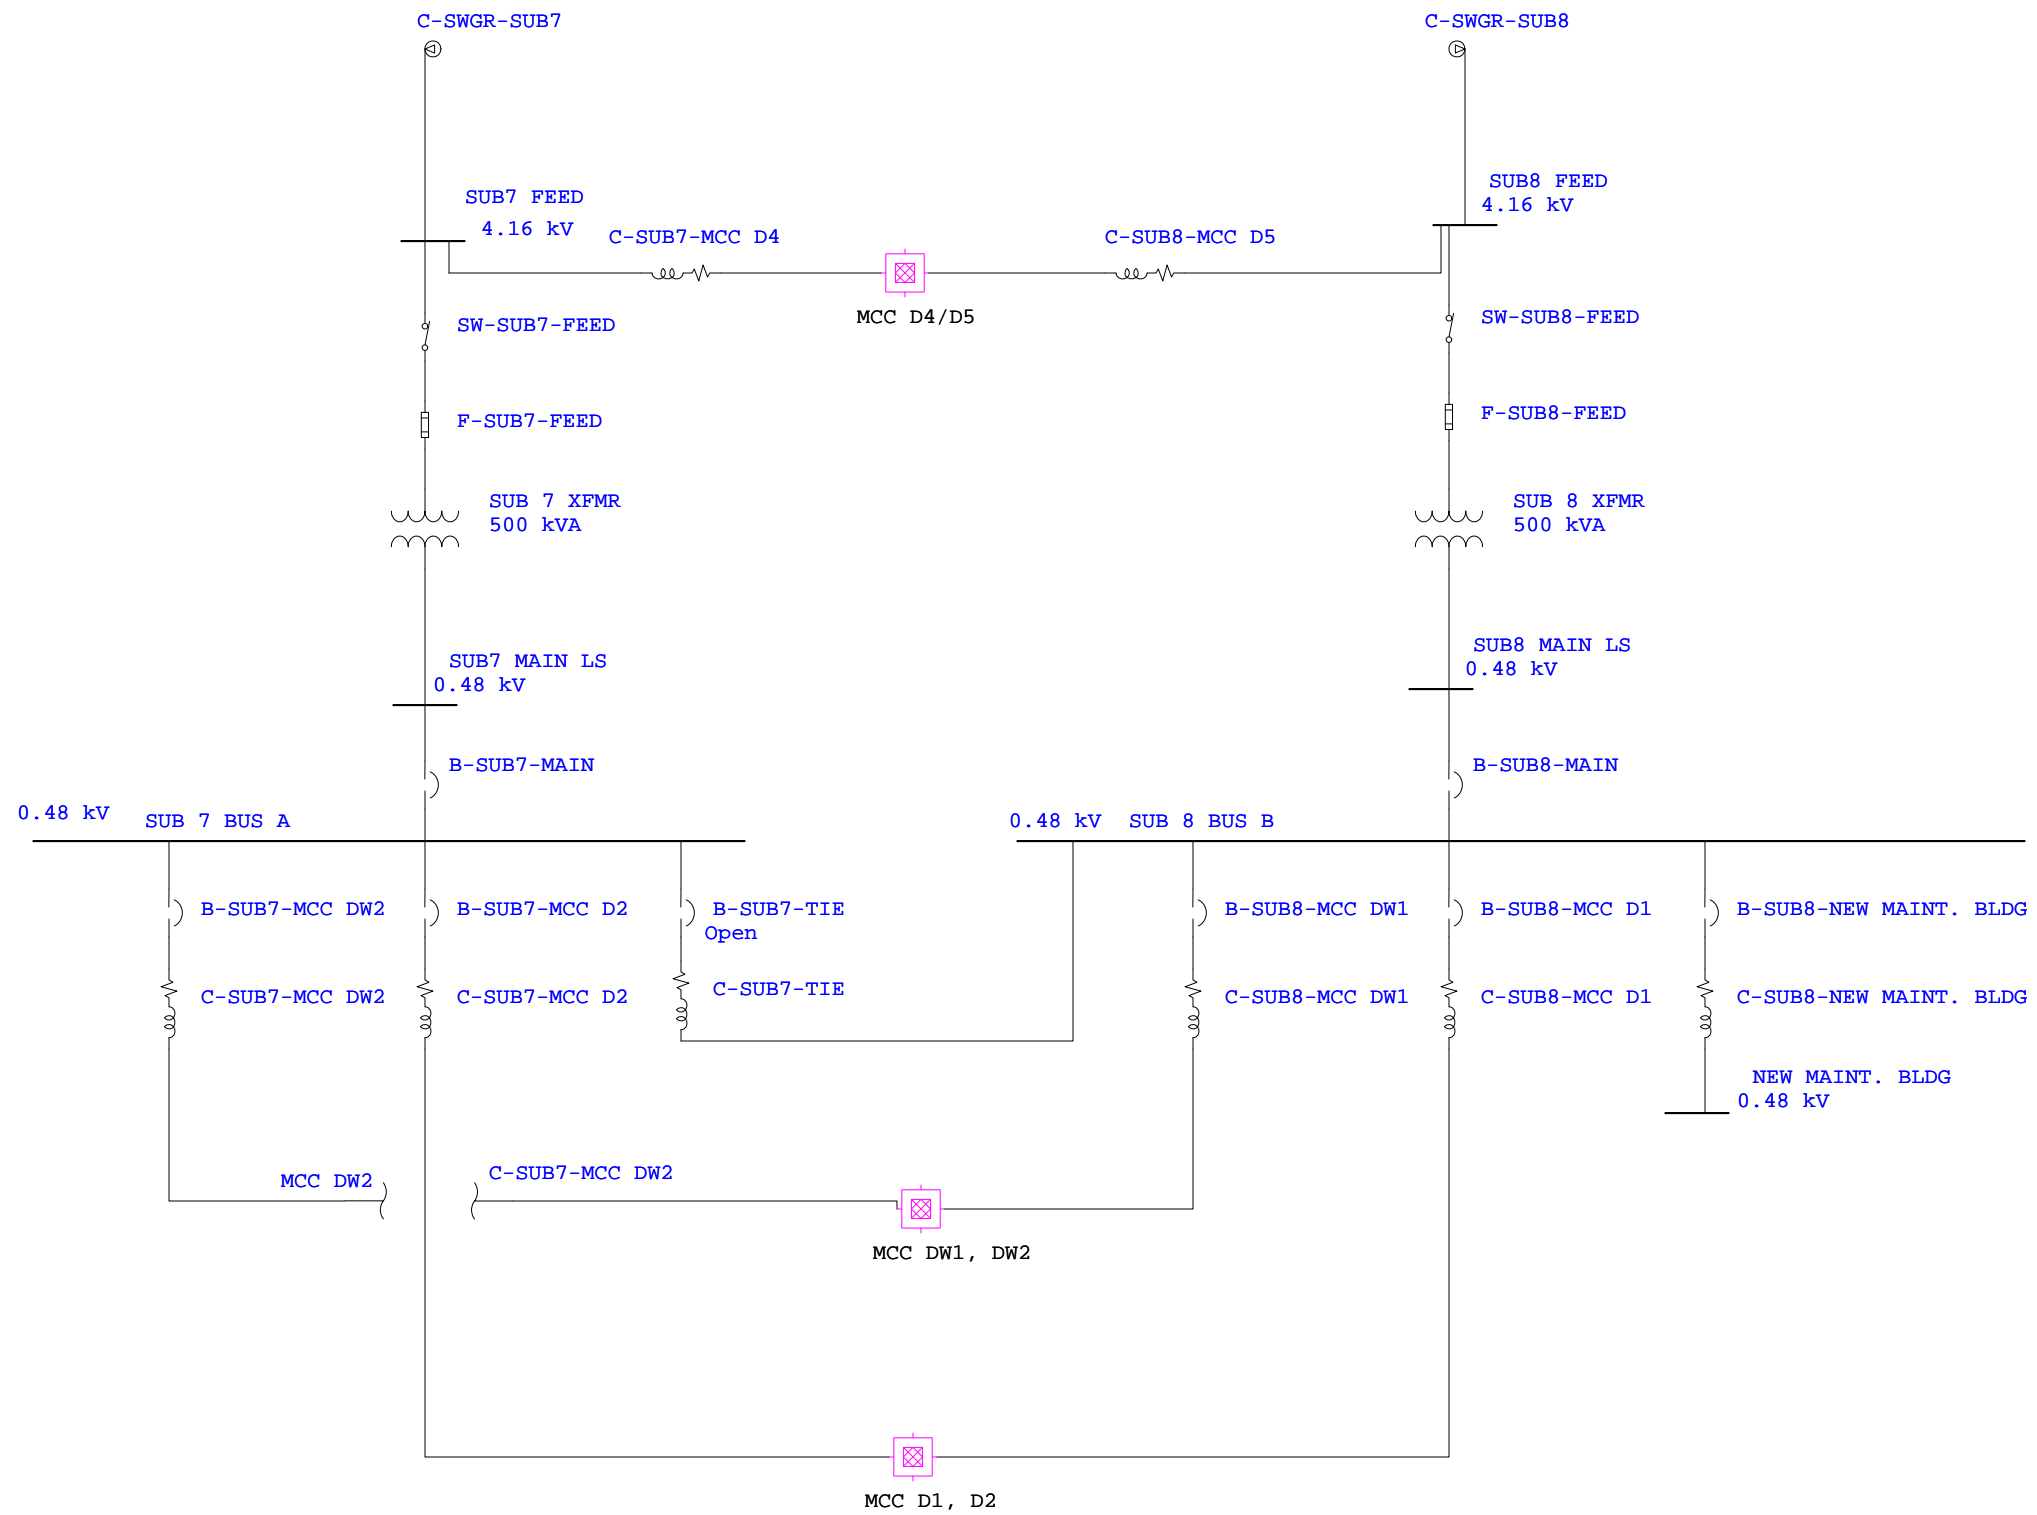 C-SWGR-SUB7
C-SWGR-SUB8
SUB7 FEED
4.16 kV
SUB8 FEED
4.16 kV
C-SUB7-MCC D4
C-SUB8-MCC D5
MCC D4/D5
SW-SUB7-FEED
SW-SUB8-FEED
F-SUB7-FEED
F-SUB8-FEED
SUB 7 XFMR
500 kVA
SUB 8 XFMR
500 kVA
SUB7 MAIN LS
0.48 kV
SUB8 MAIN LS
0.48 kV
B-SUB7-MAIN
B-SUB8-MAIN
0.48 kV
SUB 7 BUS A
0.48 kV
SUB 8 BUS B
B-SUB7-MCC DW2
B-SUB7-MCC D2
B-SUB7-TIE
Open
B-SUB8-MCC DW1
B-SUB8-MCC D1
B-SUB8-NEW MAINT. BLDG
C-SUB7-MCC DW2
C-SUB7-MCC D2
C-SUB7-TIE
C-SUB8-MCC DW1
C-SUB8-MCC D1
C-SUB8-NEW MAINT. BLDG
NEW MAINT. BLDG
0.48 kV
MCC DW2
C-SUB7-MCC DW2
MCC DW1, DW2
MCC D1, D2